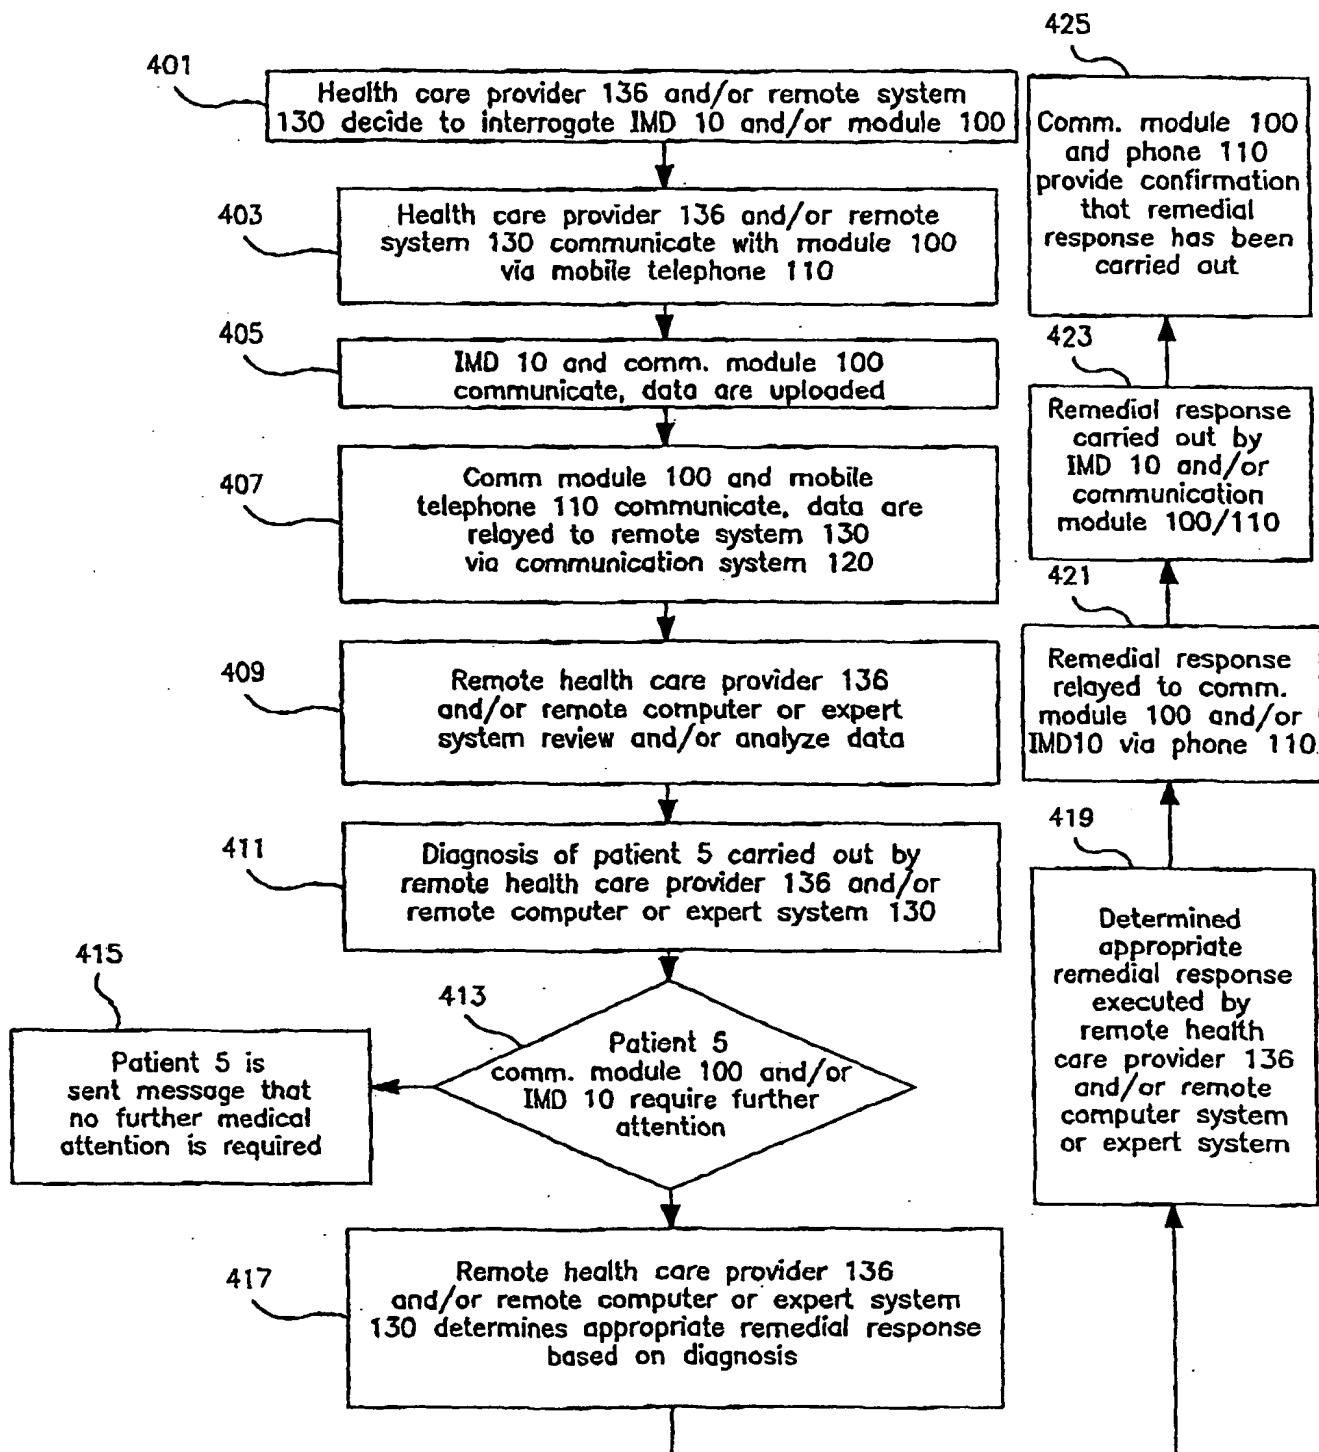 401
Health care provider 136 and/or remote system
130 decide to interrogate IMD 10 and/or module 100
403
Health care provider 136 and/or remote
system 130 communicate with module 100
via mobile telephone 110
405
IMD 10 and comm. module 100
communicate, data are uploaded
407
Comm module 100 and mobile
telephone 110 communicate, data are
relayed to remote system 130
via communication system 120
409
Remote health care provider 136
and/or remote computer or expert
system review and/or analyze data
411
Diagnosis of patient 5 carried out by
remote health care provider 136 and/or
remote computer or expert system 130
413
Patient 5
comm. module 100 and/or
IMD 10 require further
attention
415
Patient 5 is
sent message that
no further medical
attention is required
417
Remote health care provider 136
and/or remote computer or expert system
130 determines appropriate remedial response
based on diagnosis
419
Determined
appropriate
remedial response
executed by
remote health
care provider 136
and/or remote
computer system
or expert system
421
Remedial response
relayed to comm.
module 100 and/or
IMD10 via phone 110
423
Remedial response
carried out by
IMD 10 and/or
communication
module 100/110
425
Comm. module 100
and phone 110
provide confirmation
that remedial
response has been
carried out